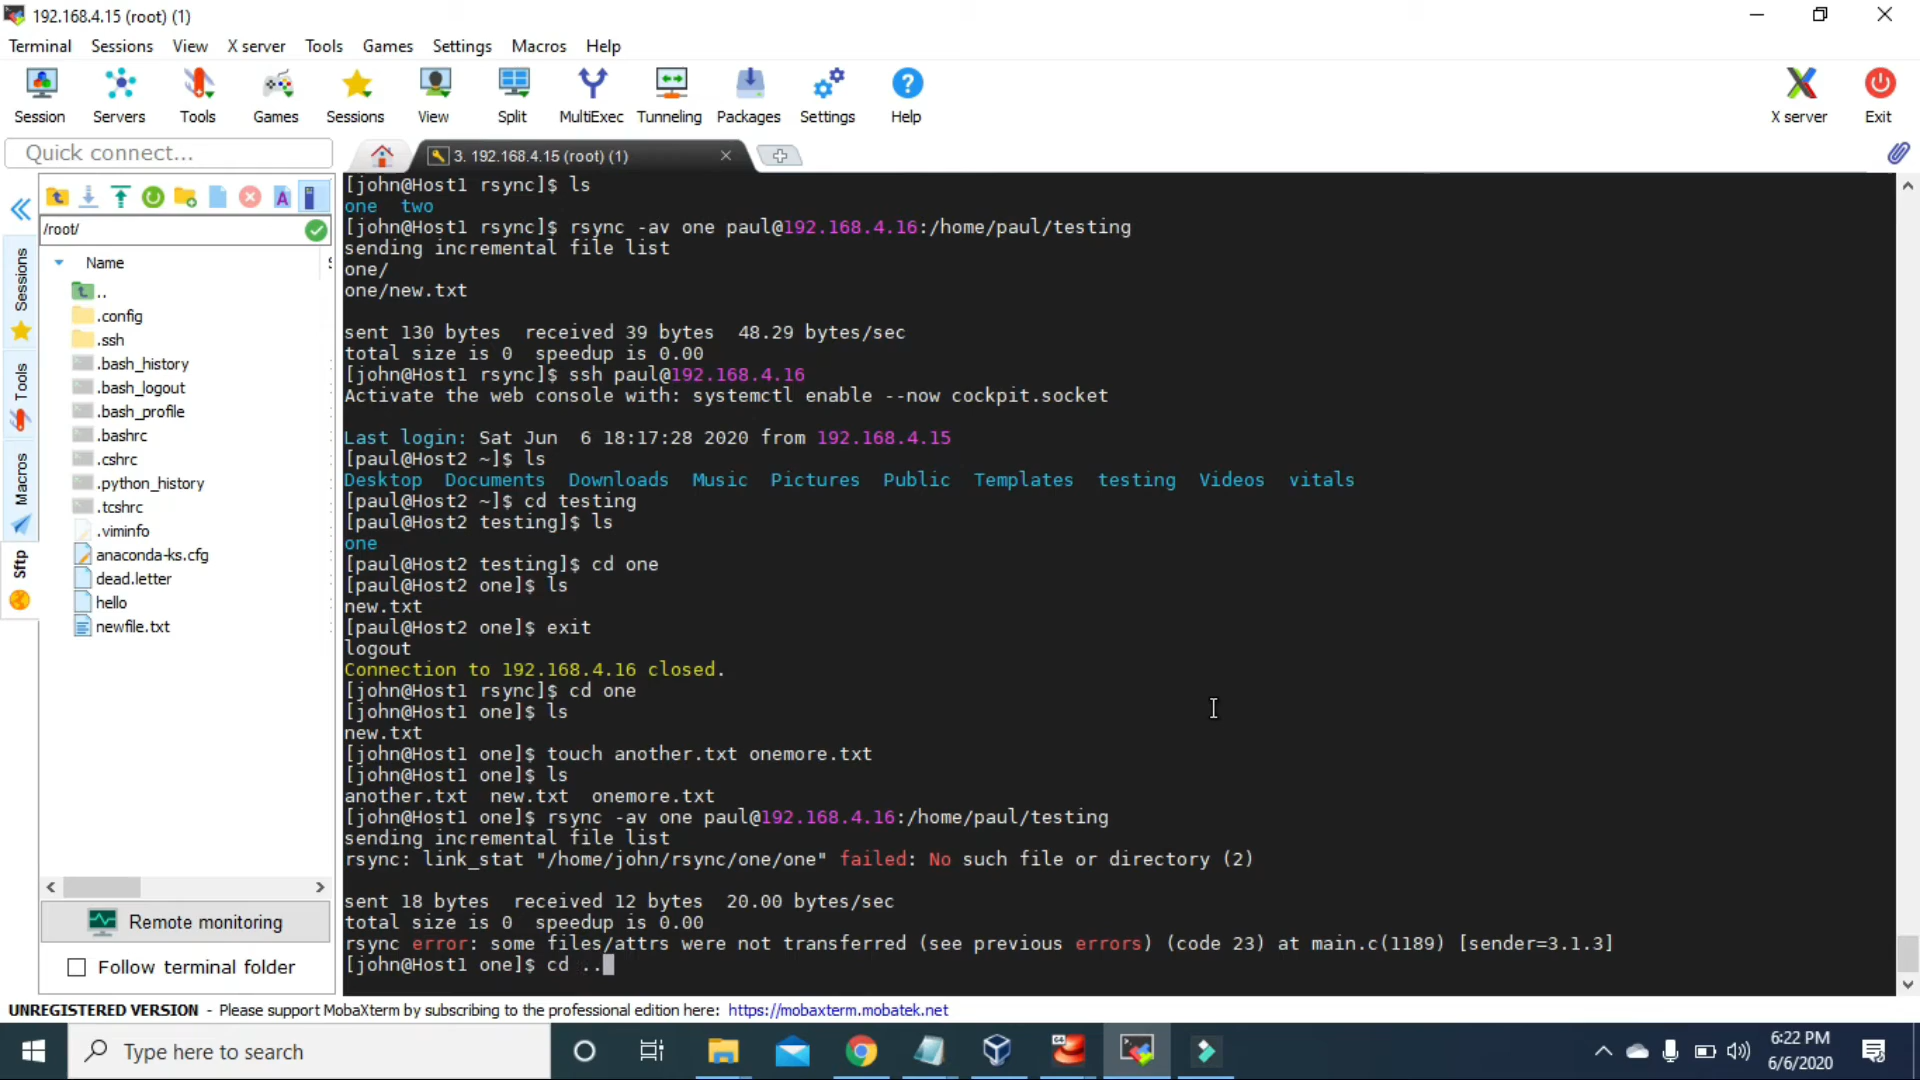 192.168.4.15 (root) (1)
Terminal Sessions View X server Tools Games Settings Macros Help
Session Servers Tools Games Sessions View Split MultiExec Tunneling Packages Settings Help X server Exit
Quick connect...
3. 192.168.4.15 (root) (1)
/root/
Name
..
.config
.ssh
.bash_history
.bash_logout
.bash_profile
.bashrc
.cshrc
.python_history
.tcshrc
.viminfo
anaconda-ks.cfg
dead.letter
hello
newfile.txt
Sessions
Tools
Macros
Sftp
Remote monitoring
Follow terminal folder
[john@Host1 rsync]$ ls
one  two
[john@Host1 rsync]$ rsync -av one paul@192.168.4.16:/home/paul/testing
sending incremental file list
one/
one/new.txt
sent 130 bytes  received 39 bytes  48.29 bytes/sec
total size is 0  speedup is 0.00
[john@Host1 rsync]$ ssh paul@192.168.4.16
Activate the web console with: systemctl enable --now cockpit.socket
Last login: Sat Jun  6 18:17:28 2020 from 192.168.4.15
[paul@Host2 ~]$ ls
Desktop  Documents  Downloads  Music  Pictures  Public  Templates  testing  Videos  vitals
[paul@Host2 ~]$ cd testing
[paul@Host2 testing]$ ls
one
[paul@Host2 testing]$ cd one
[paul@Host2 one]$ ls
new.txt
[paul@Host2 one]$ exit
logout
Connection to 192.168.4.16 closed.
[john@Host1 rsync]$ cd one
[john@Host1 one]$ ls
new.txt
[john@Host1 one]$ touch another.txt onemore.txt
[john@Host1 one]$ ls
another.txt  new.txt  onemore.txt
[john@Host1 one]$ rsync -av one paul@192.168.4.16:/home/paul/testing
sending incremental file list
rsync: link_stat "/home/john/rsync/one/one" failed: No such file or directory (2)
sent 18 bytes  received 12 bytes  20.00 bytes/sec
total size is 0  speedup is 0.00
rsync error: some files/attrs were not transferred (see previous errors) (code 23) at main.c(1189) [sender=3.1.3]
[john@Host1 one]$ cd ..
UNREGISTERED VERSION - Please support MobaXterm by subscribing to the professional edition here: https://mobaxterm.mobatek.net
Type here to search
6:22 PM
6/6/2020